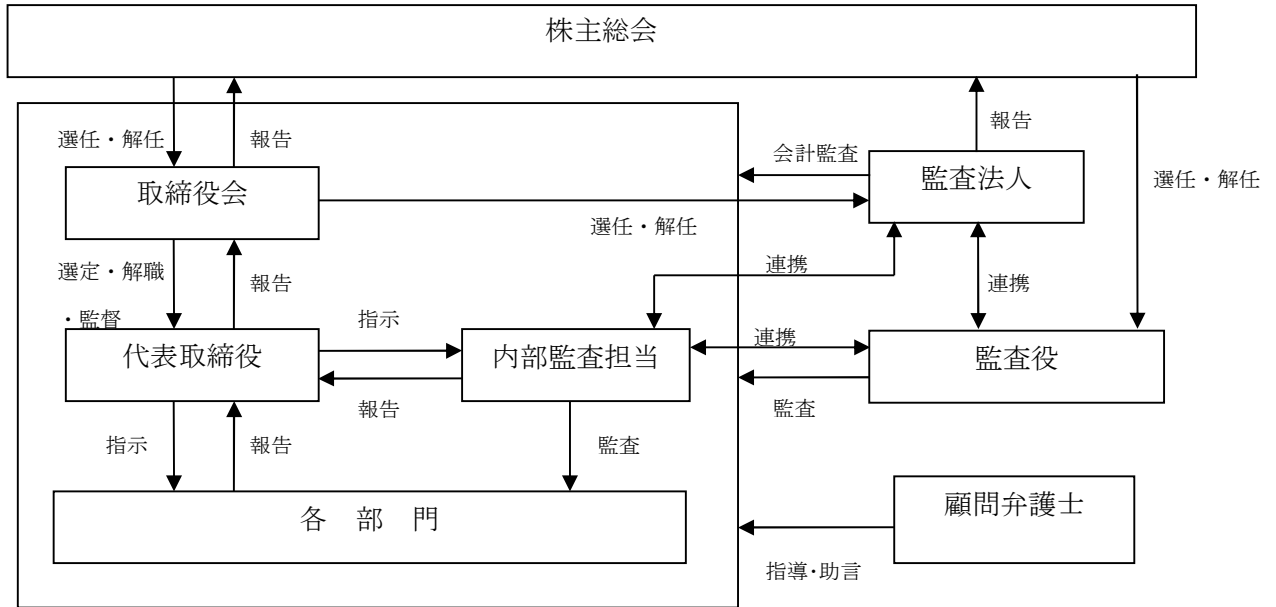 株主総会
選任・解任
報告
報告
会計監査
監査法人
選任・解任
取締役会
選任・解任
選定・解職
・監督
報告
連携
連携
指示
代表取締役
内部監査担当
連携
監査役
報告
監査
指示
報告
監査
各 部 門
顧問弁護士
指導・助言